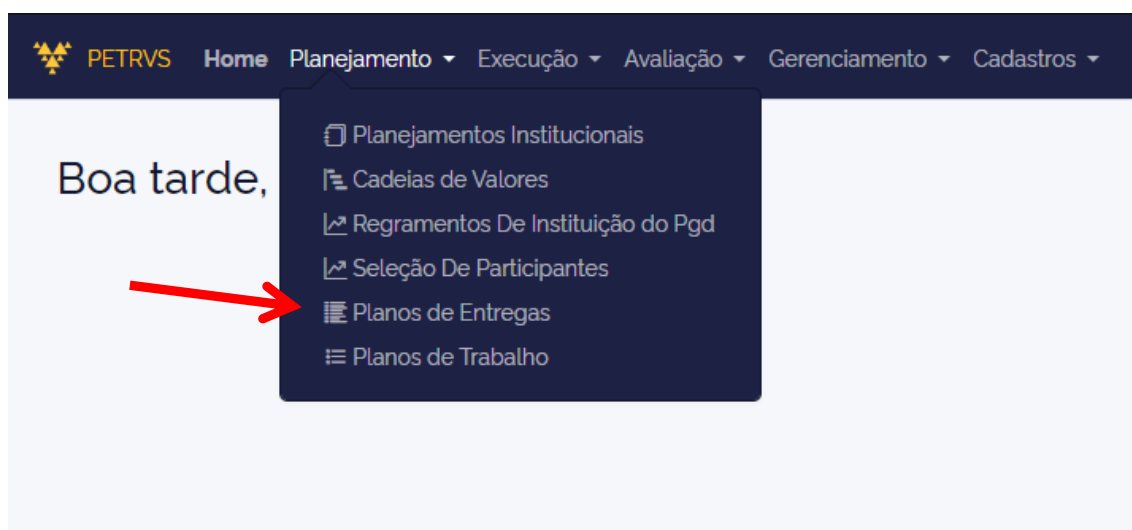 PETRVS Home Planejamento Execução Avaliação Gerenciamento Cadastros
Planejamentos Institucionais
Boa tarde,
Cadeias de Valores
Regramentos De Instituição do Pgd
Seleção De Participantes
Planos de Entregas
Planos de Trabalho